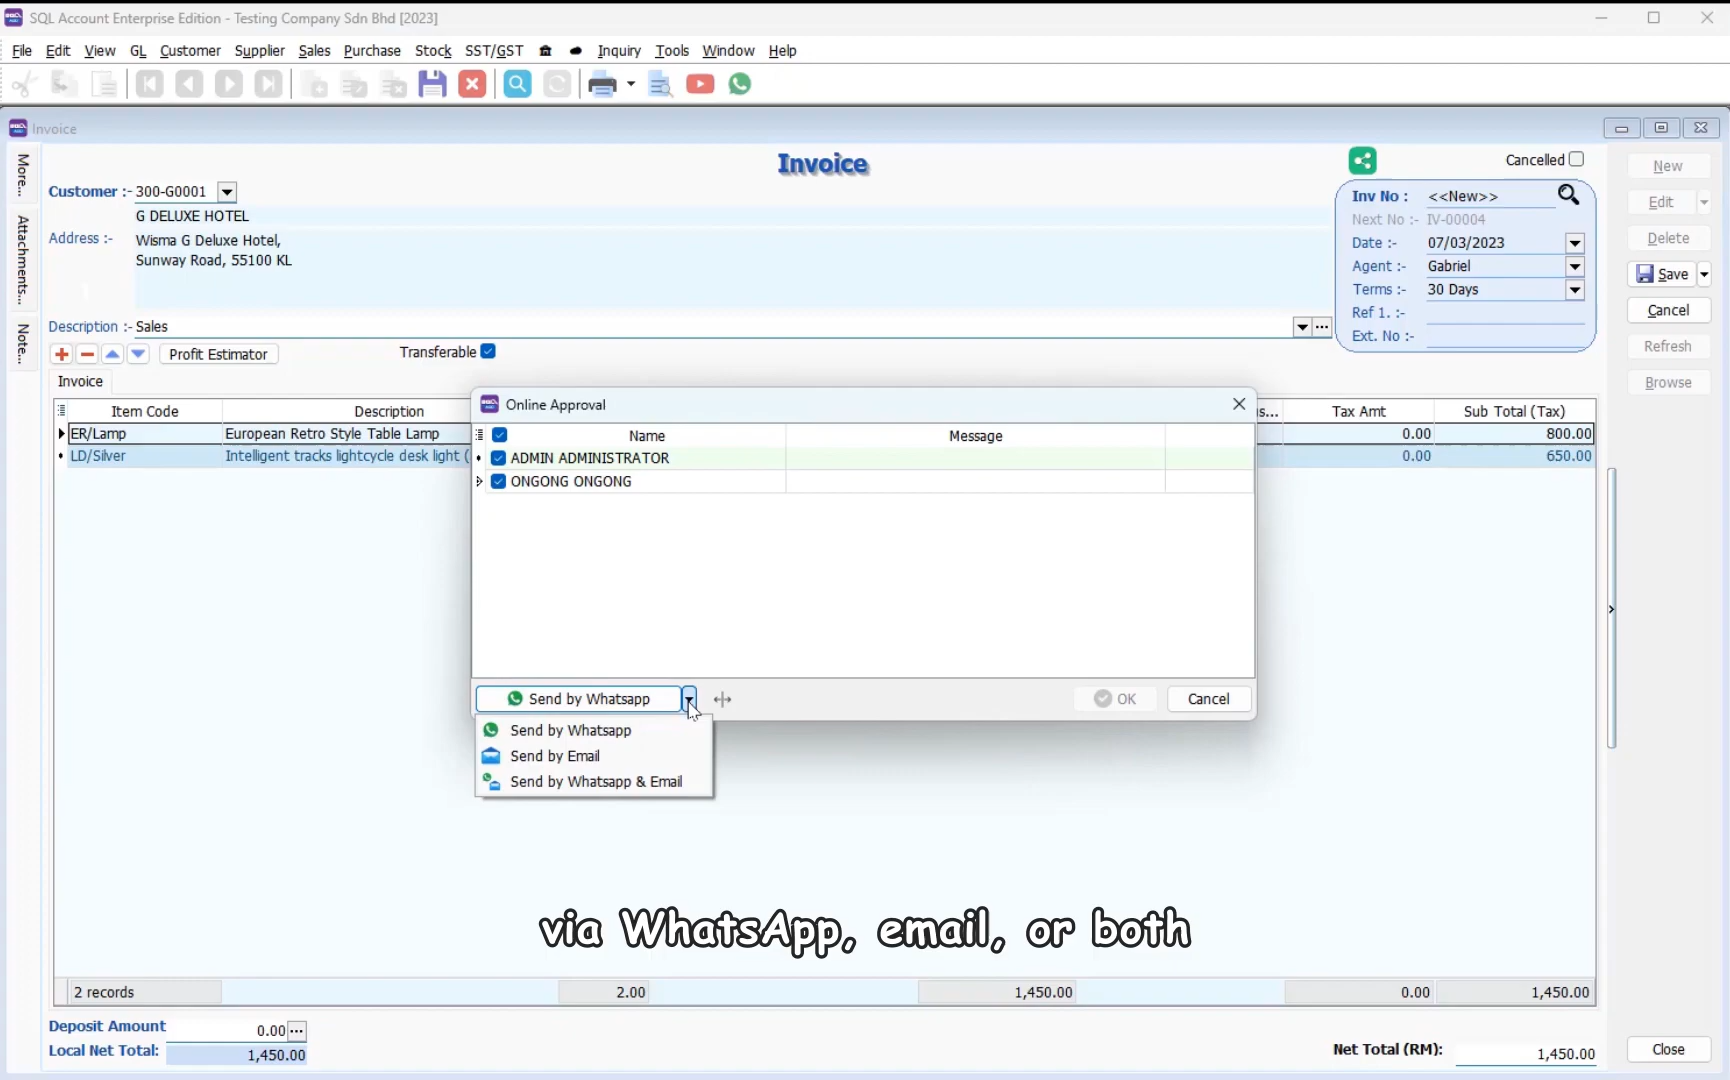 SQL Account Enterprise Edition - Testing Company Sdn Bhd [2023]
File Edit View GL Customer Supplier Sales Purchase Stock SST/GST Inquiry Tools Window Help
Invoice
More...
Attachments...
Note...
Invoice
Cancelled
Customer :- 300-G0001
G DELUXE HOTEL
Address :- Wisma G Deluxe Hotel,
Sunway Road, 55100 KL
Description :- Sales
Inv No : <<New>>
Next No :- IV-00004
Date :- 07/03/2023
Agent :- Gabriel
Terms :- 30 Days
Ref 1. :-
Ext. No :-
New
Edit
Delete
Save
Cancel
Refresh
Browse
Profit Estimator
Transferable
Invoice
Item Code Description s... Tax Amt Sub Total (Tax)
ER/Lamp European Retro Style Table Lamp 0.00 800.00
LD/Silver Intelligent tracks lightcycle desk light ( 0.00 650.00
Online Approval
Name Message
ADMIN ADMINISTRATOR
ONGONG ONGONG
Send by Whatsapp
OK
Cancel
Send by Whatsapp
Send by Email
Send by Whatsapp & Email
via WhatsApp, email, or both
2 records 2.00 1,450.00 0.00 1,450.00
Deposit Amount 0.00
Local Net Total: 1,450.00
Net Total (RM): 1,450.00
Close